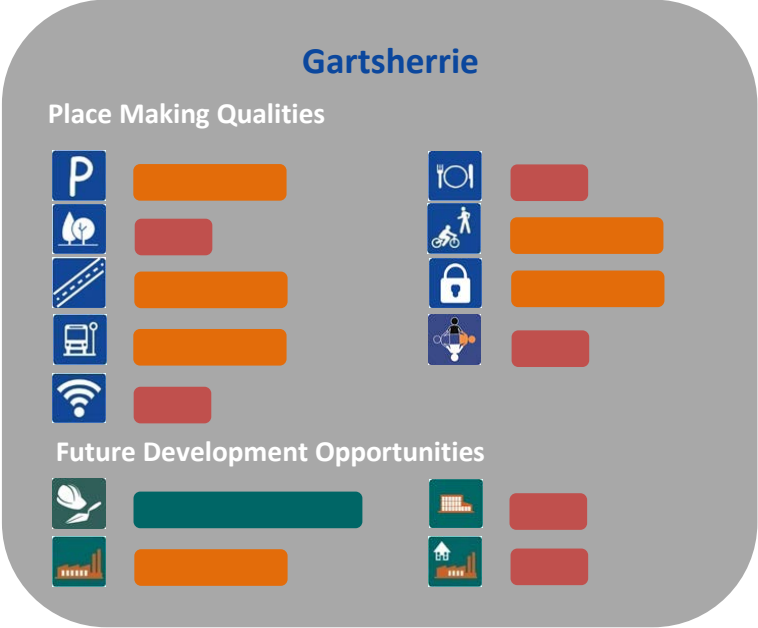 Gartsherrie
Place Making Qualities
P
Future Development Opportunities